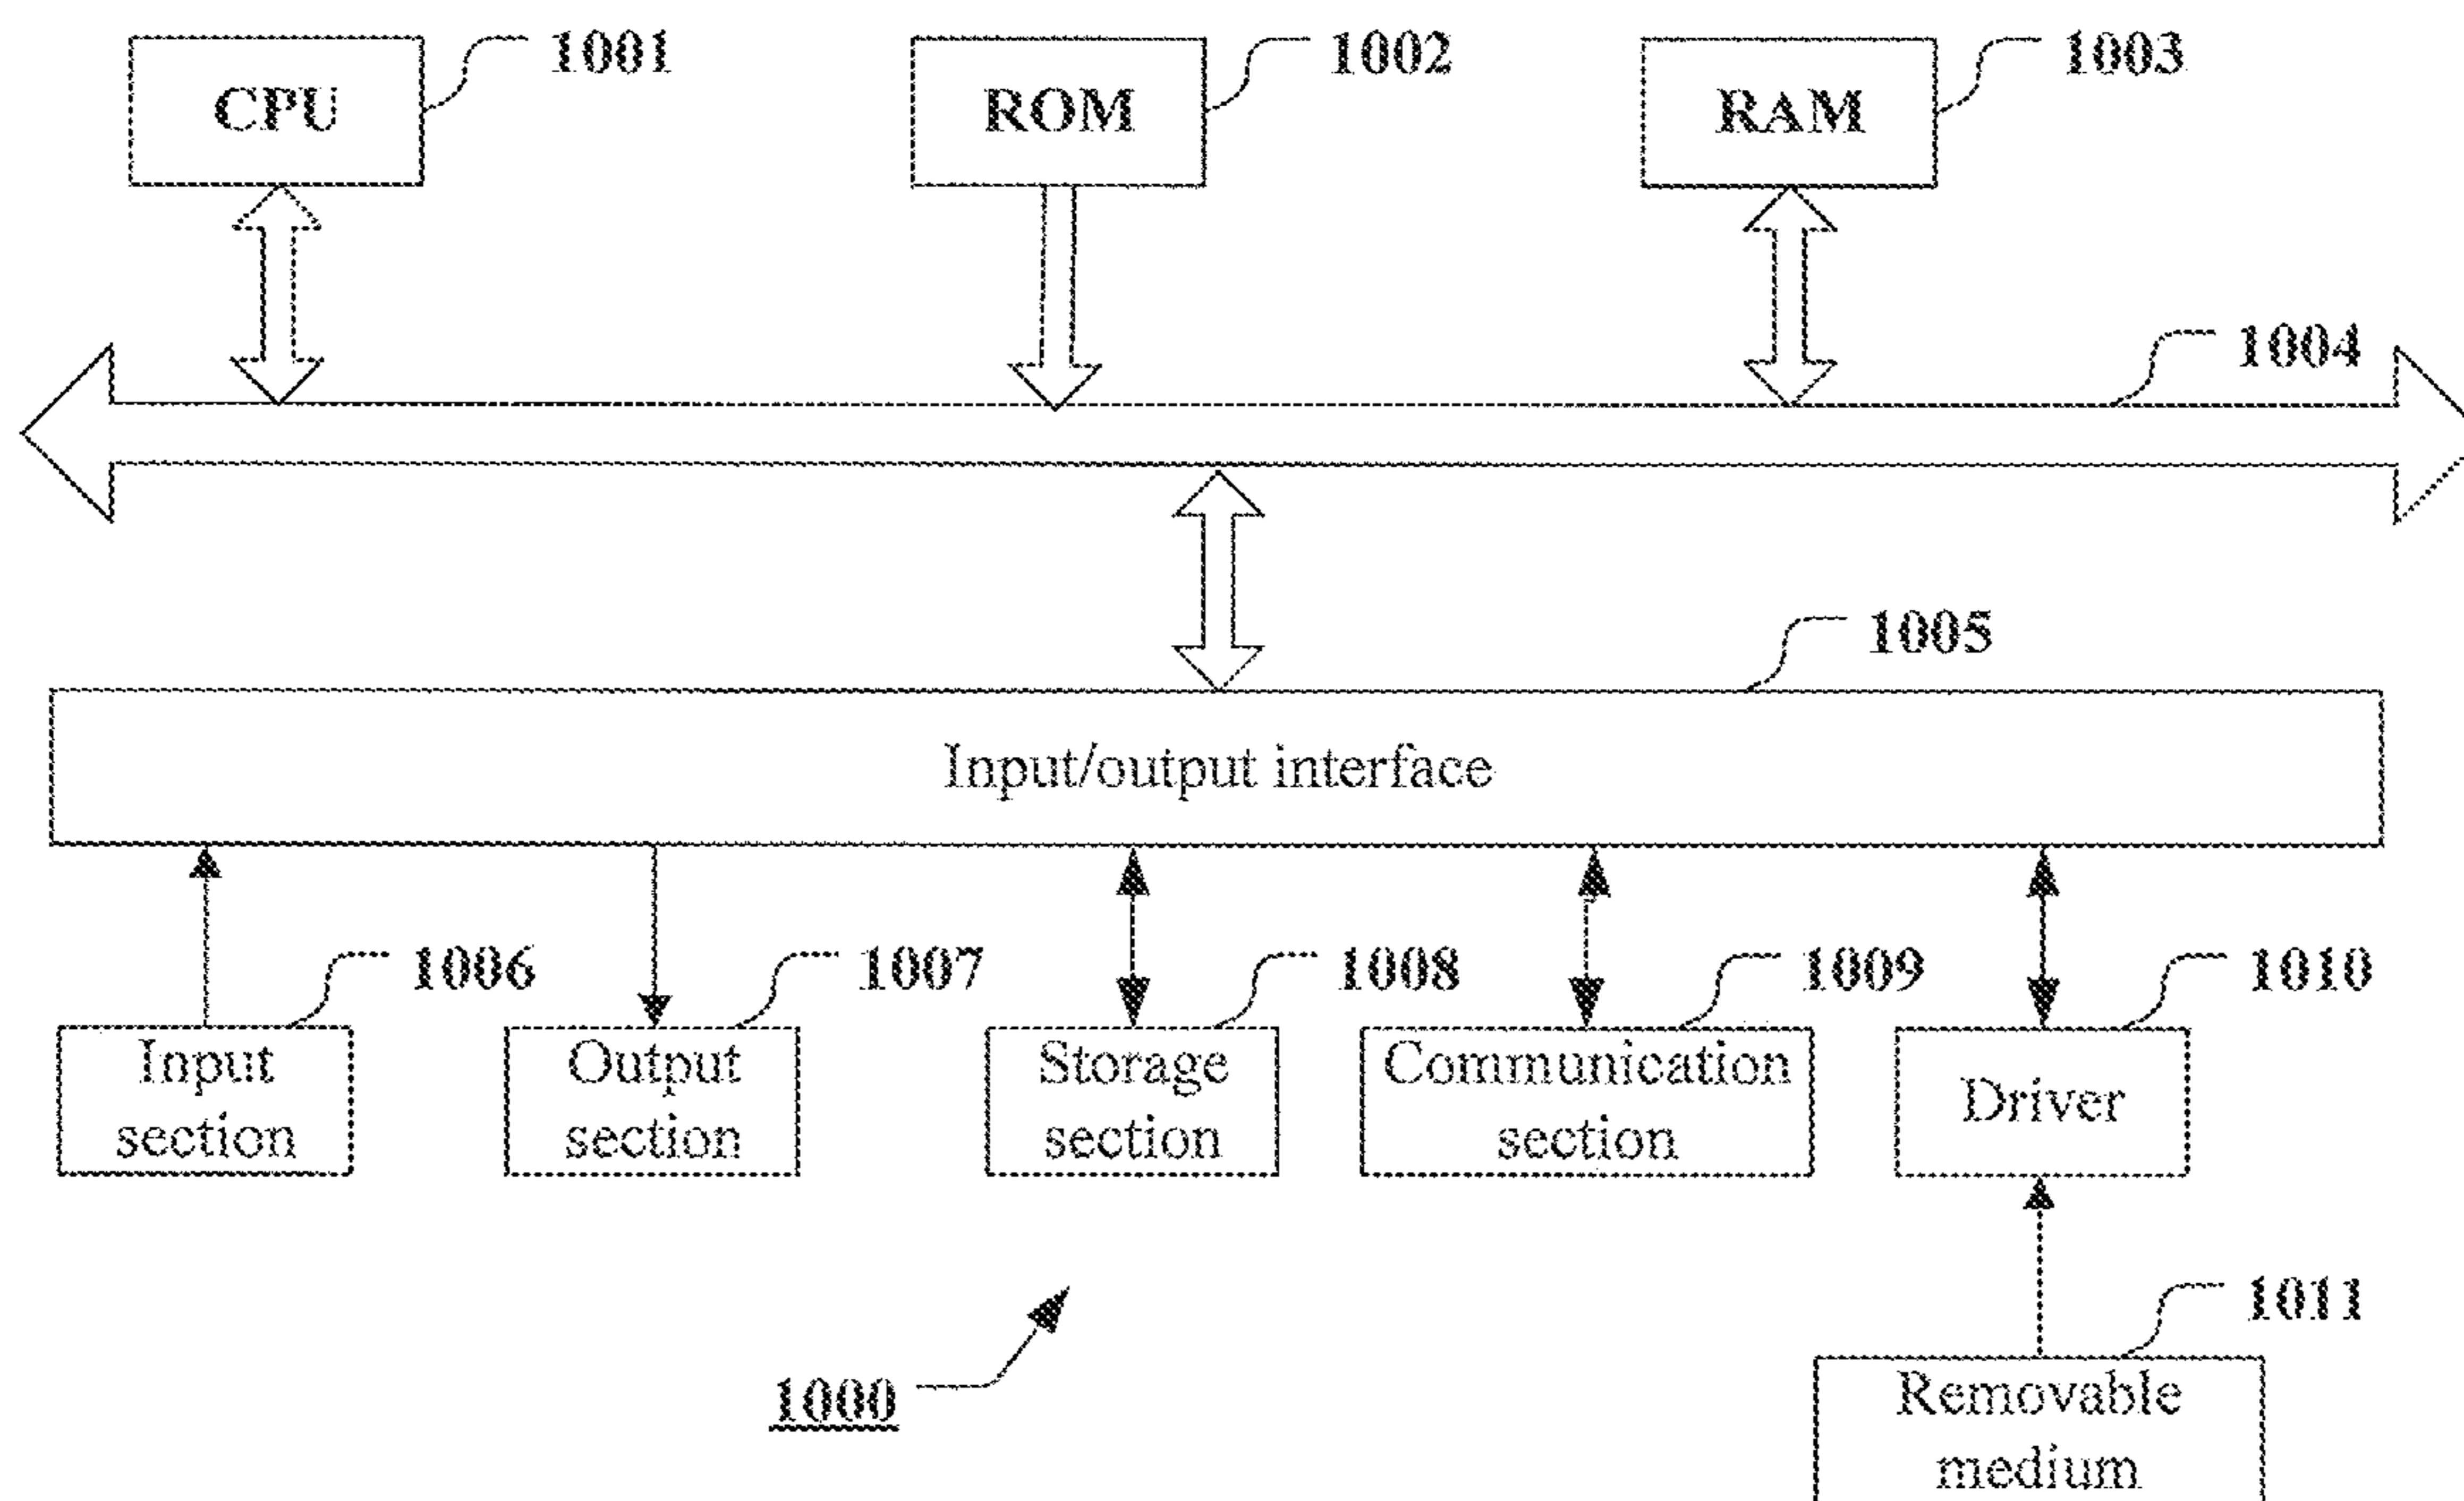 CPU
1001
ROM
1002
RAM
1003
1004
1005
Input/output interface
1006
1007
1008
1009
1010
Input
section
Output
section
Storage
section
Communication
section
Driver
1011
1000
Removable
medium